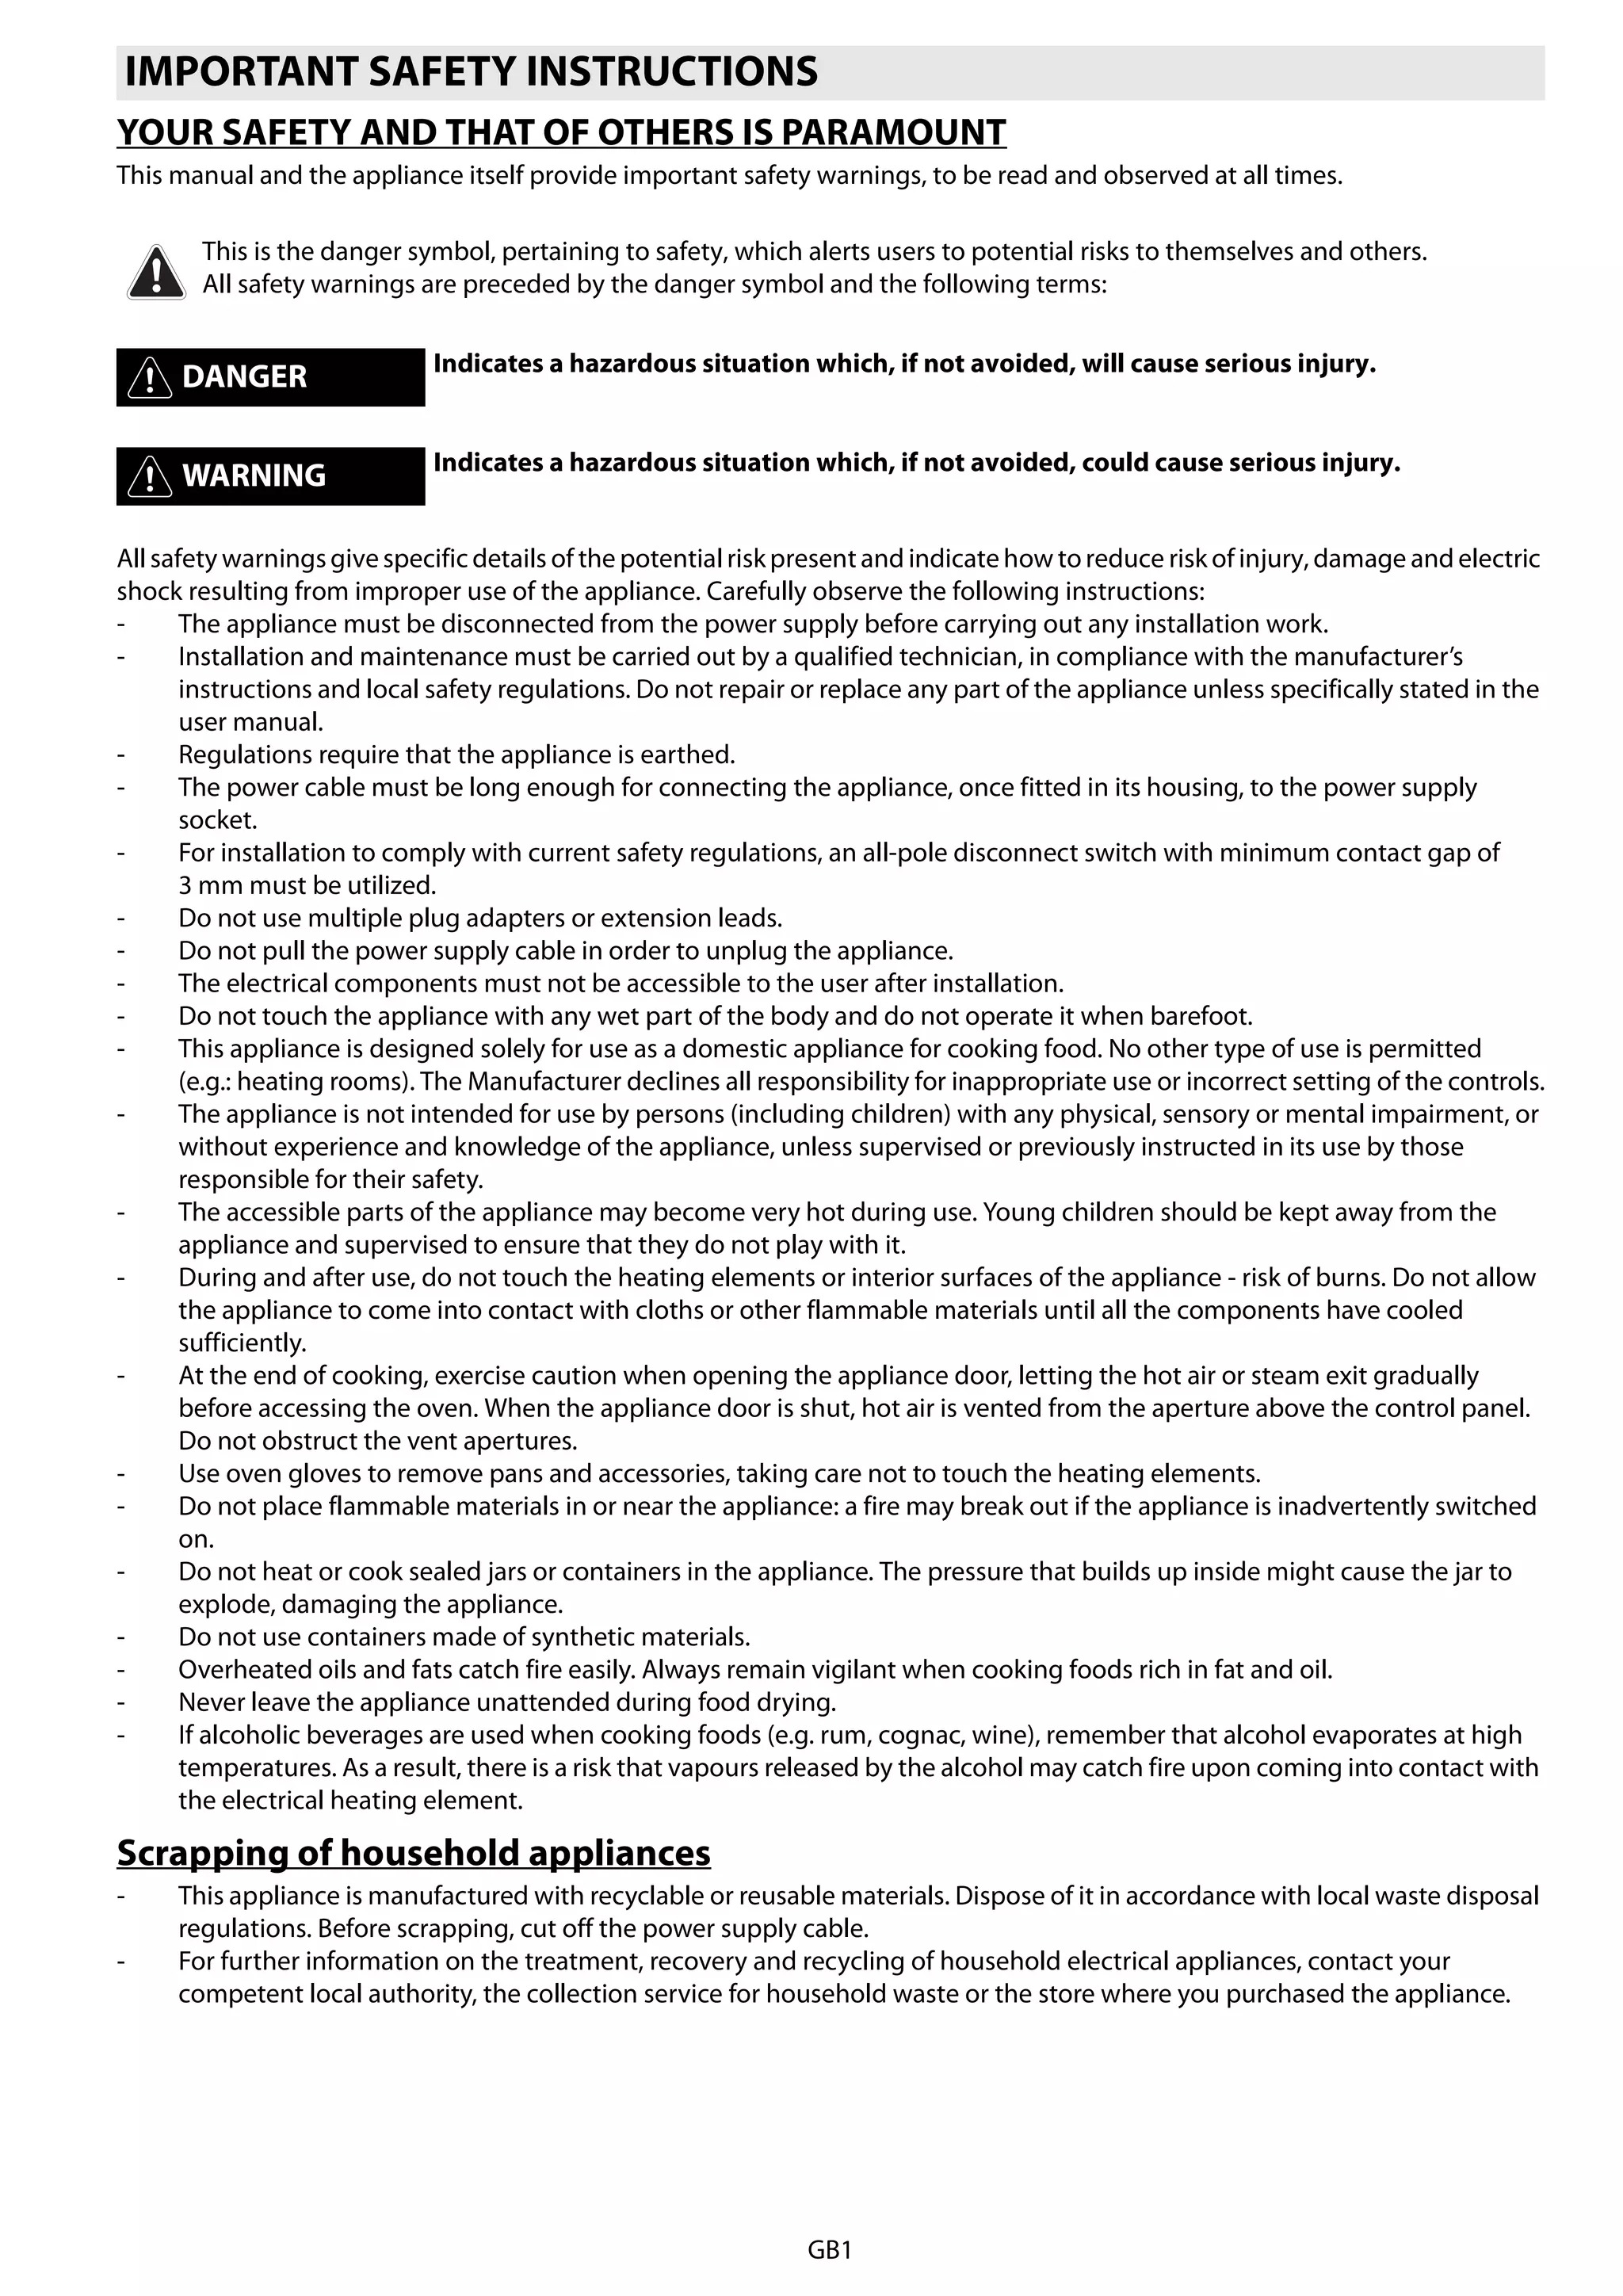 IMPORTANT SAFETY INSTRUCTIONS
YOUR SAFETY AND THAT OF OTHERS IS PARAMOUNT
This manual and the appliance itself provide important safety warnings, to be read and observed at all times.
This is the danger symbol, pertaining to safety, which alerts users to potential risks to themselves and others.
All safety warnings are preceded by the danger symbol and the following terms:
DANGER
Indicates a hazardous situation which, if not avoided, will cause serious injury.
WARNING
Indicates a hazardous situation which, if not avoided, could cause serious injury.
All safety warnings give specific details of the potential risk present and indicate how to reduce risk of injury, damage and electric
shock resulting from improper use of the appliance. Carefully observe the following instructions:
- The appliance must be disconnected from the power supply before carrying out any installation work.
- Installation and maintenance must be carried out by a qualified technician, in compliance with the manufacturer’s
instructions and local safety regulations. Do not repair or replace any part of the appliance unless specifically stated in the
user manual.
- Regulations require that the appliance is earthed.
- The power cable must be long enough for connecting the appliance, once fitted in its housing, to the power supply
socket.
- For installation to comply with current safety regulations, an all-pole disconnect switch with minimum contact gap of
3 mm must be utilized.
- Do not use multiple plug adapters or extension leads.
- Do not pull the power supply cable in order to unplug the appliance.
- The electrical components must not be accessible to the user after installation.
- Do not touch the appliance with any wet part of the body and do not operate it when barefoot.
- This appliance is designed solely for use as a domestic appliance for cooking food. No other type of use is permitted
(e.g.: heating rooms). The Manufacturer declines all responsibility for inappropriate use or incorrect setting of the controls.
- The appliance is not intended for use by persons (including children) with any physical, sensory or mental impairment, or
without experience and knowledge of the appliance, unless supervised or previously instructed in its use by those
responsible for their safety.
- The accessible parts of the appliance may become very hot during use. Young children should be kept away from the
appliance and supervised to ensure that they do not play with it.
- During and after use, do not touch the heating elements or interior surfaces of the appliance - risk of burns. Do not allow
the appliance to come into contact with cloths or other flammable materials until all the components have cooled
sufficiently.
- At the end of cooking, exercise caution when opening the appliance door, letting the hot air or steam exit gradually
before accessing the oven. When the appliance door is shut, hot air is vented from the aperture above the control panel.
Do not obstruct the vent apertures.
- Use oven gloves to remove pans and accessories, taking care not to touch the heating elements.
- Do not place flammable materials in or near the appliance: a fire may break out if the appliance is inadvertently switched
on.
- Do not heat or cook sealed jars or containers in the appliance. The pressure that builds up inside might cause the jar to
explode, damaging the appliance.
- Do not use containers made of synthetic materials.
- Overheated oils and fats catch fire easily. Always remain vigilant when cooking foods rich in fat and oil.
- Never leave the appliance unattended during food drying.
- If alcoholic beverages are used when cooking foods (e.g. rum, cognac, wine), remember that alcohol evaporates at high
temperatures. As a result, there is a risk that vapours released by the alcohol may catch fire upon coming into contact with
the electrical heating element.
Scrapping of household appliances
- This appliance is manufactured with recyclable or reusable materials. Dispose of it in accordance with local waste disposal
regulations. Before scrapping, cut off the power supply cable.
- For further information on the treatment, recovery and recycling of household electrical appliances, contact your
competent local authority, the collection service for household waste or the store where you purchased the appliance.
GB1